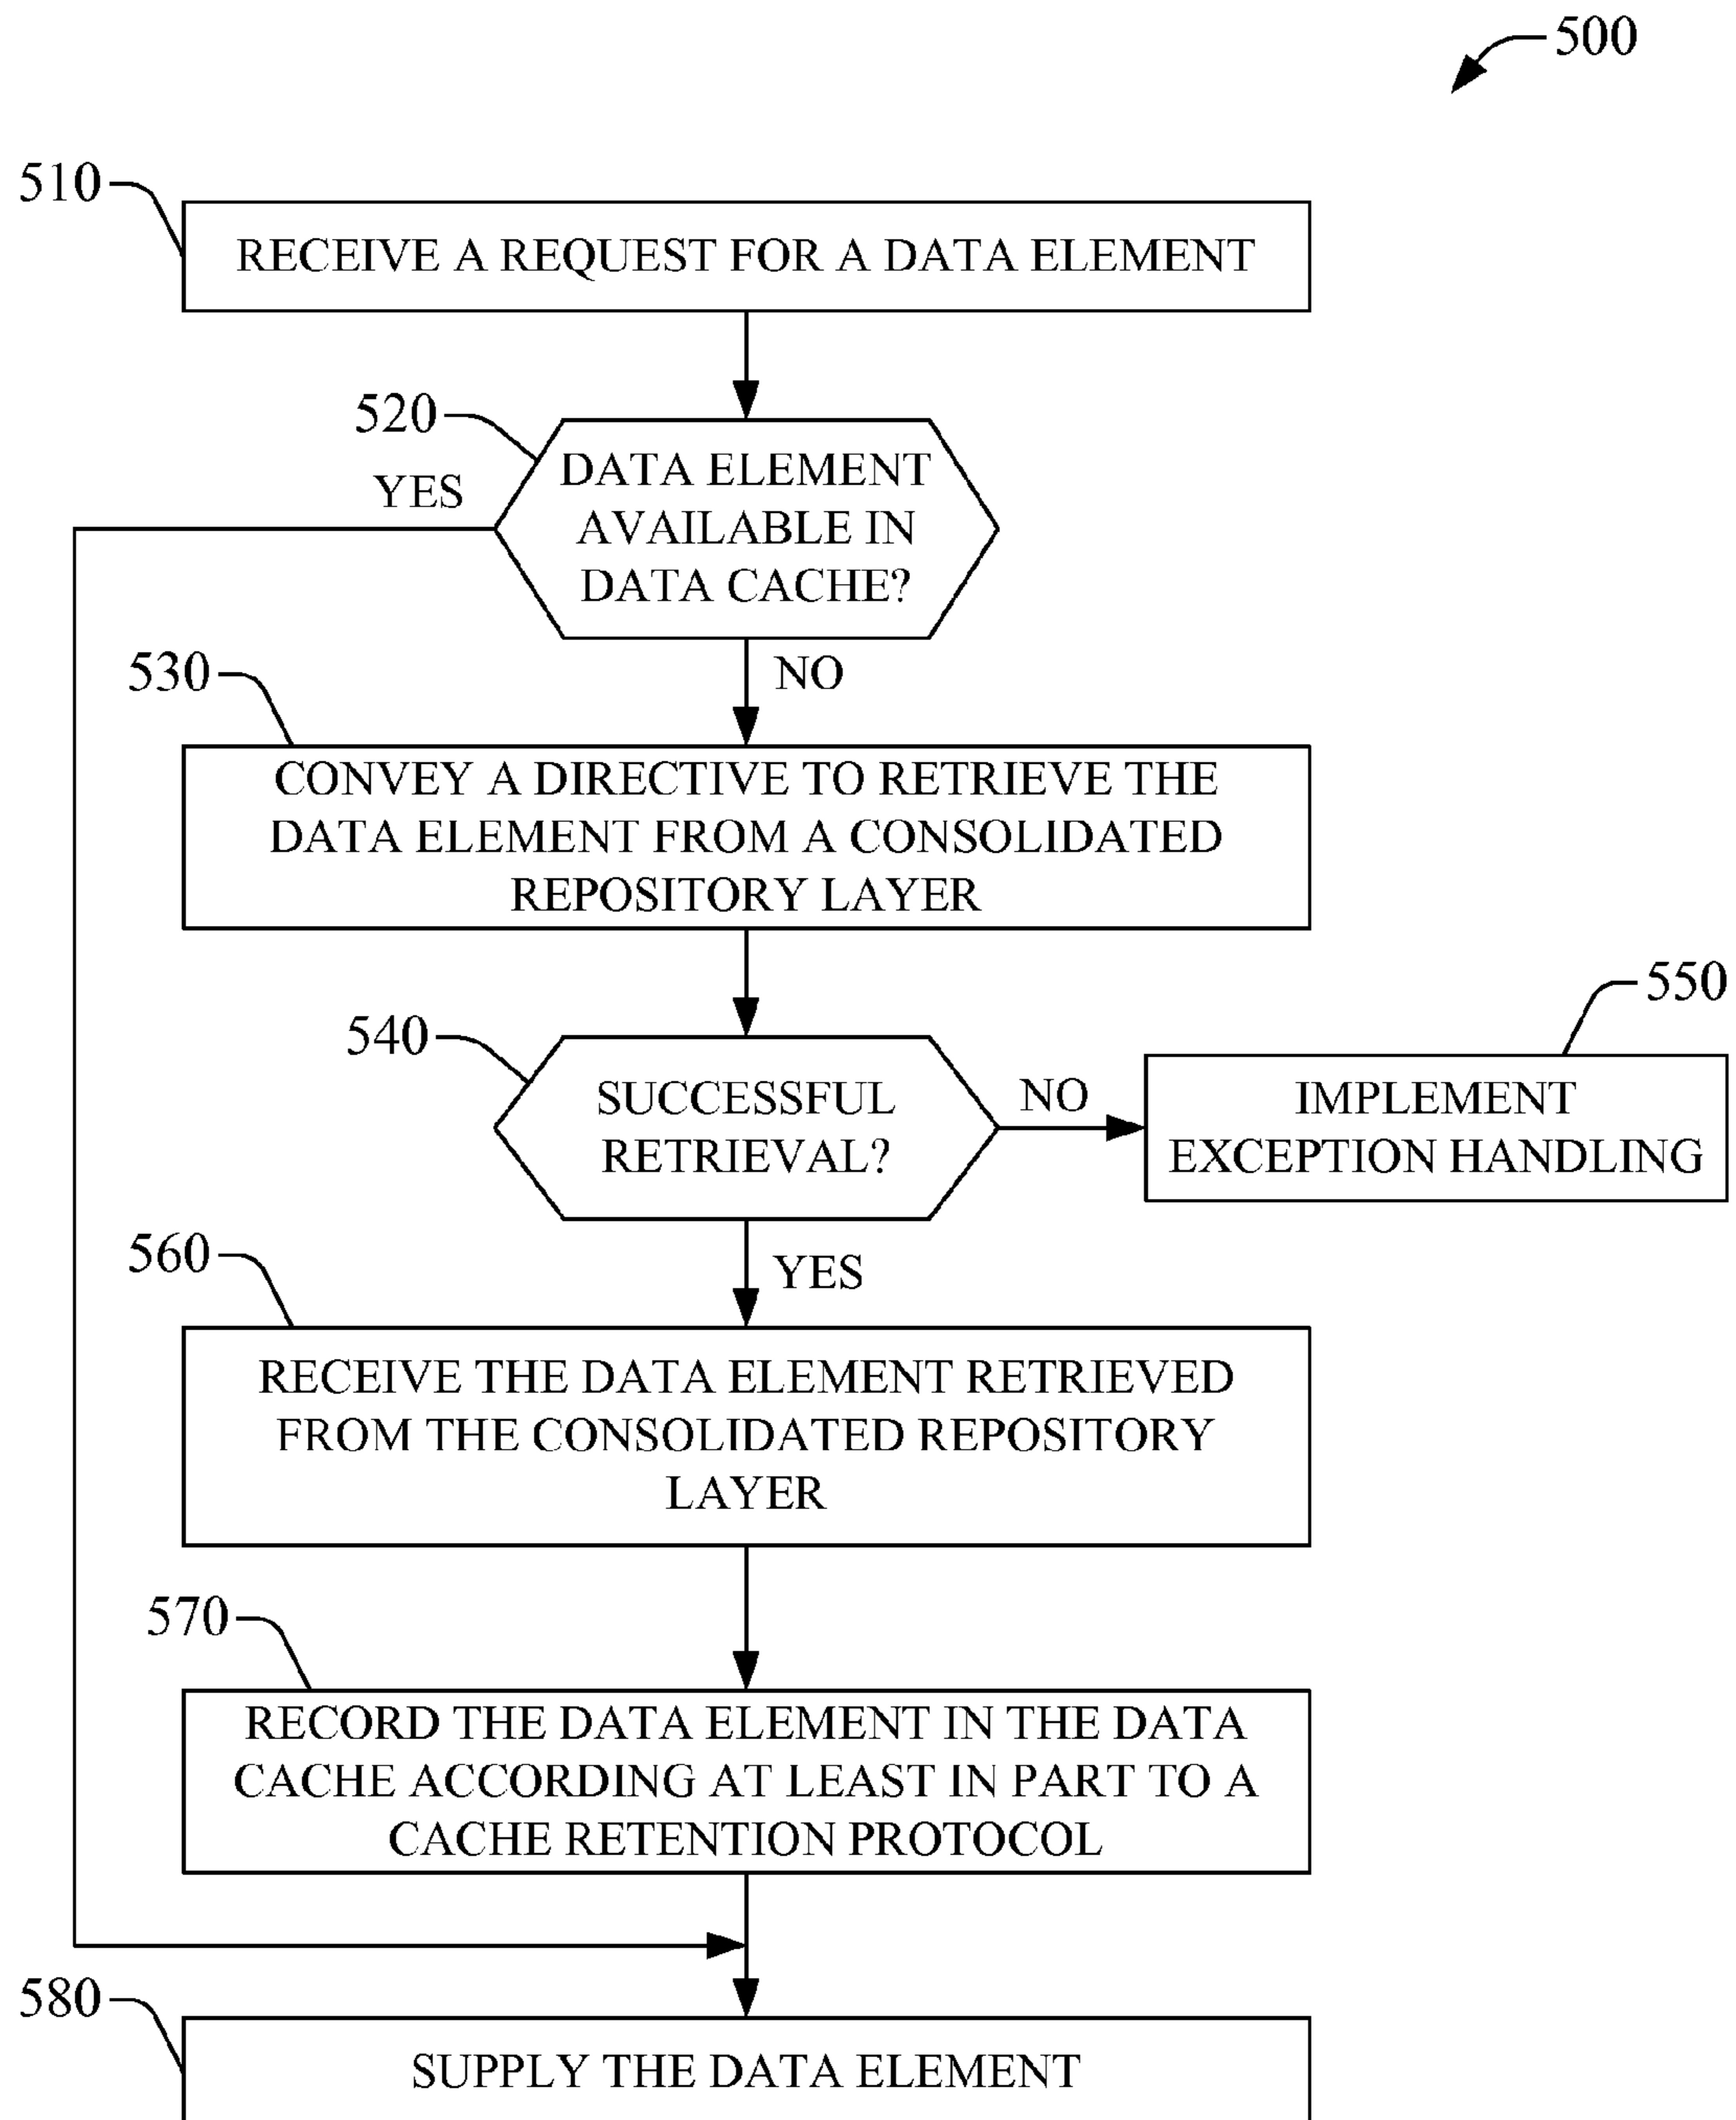 500
510
RECEIVE A REQUEST FOR A DATA ELEMENT
520
YES
DATA ELEMENT
AVAILABLE IN
DATA CACHE?
NO
530
CONVEY A DIRECTIVE TO RETRIEVE THE
DATA ELEMENT FROM A CONSOLIDATED
REPOSITORY LAYER
540
SUCCESSFUL
RETRIEVAL?
NO
550
IMPLEMENT
EXCEPTION HANDLING
YES
560
RECEIVE THE DATA ELEMENT RETRIEVED
FROM THE CONSOLIDATED REPOSITORY
LAYER
570
RECORD THE DATA ELEMENT IN THE DATA
CACHE ACCORDING AT LEAST IN PART TO A
CACHE RETENTION PROTOCOL
580
SUPPLY THE DATA ELEMENT